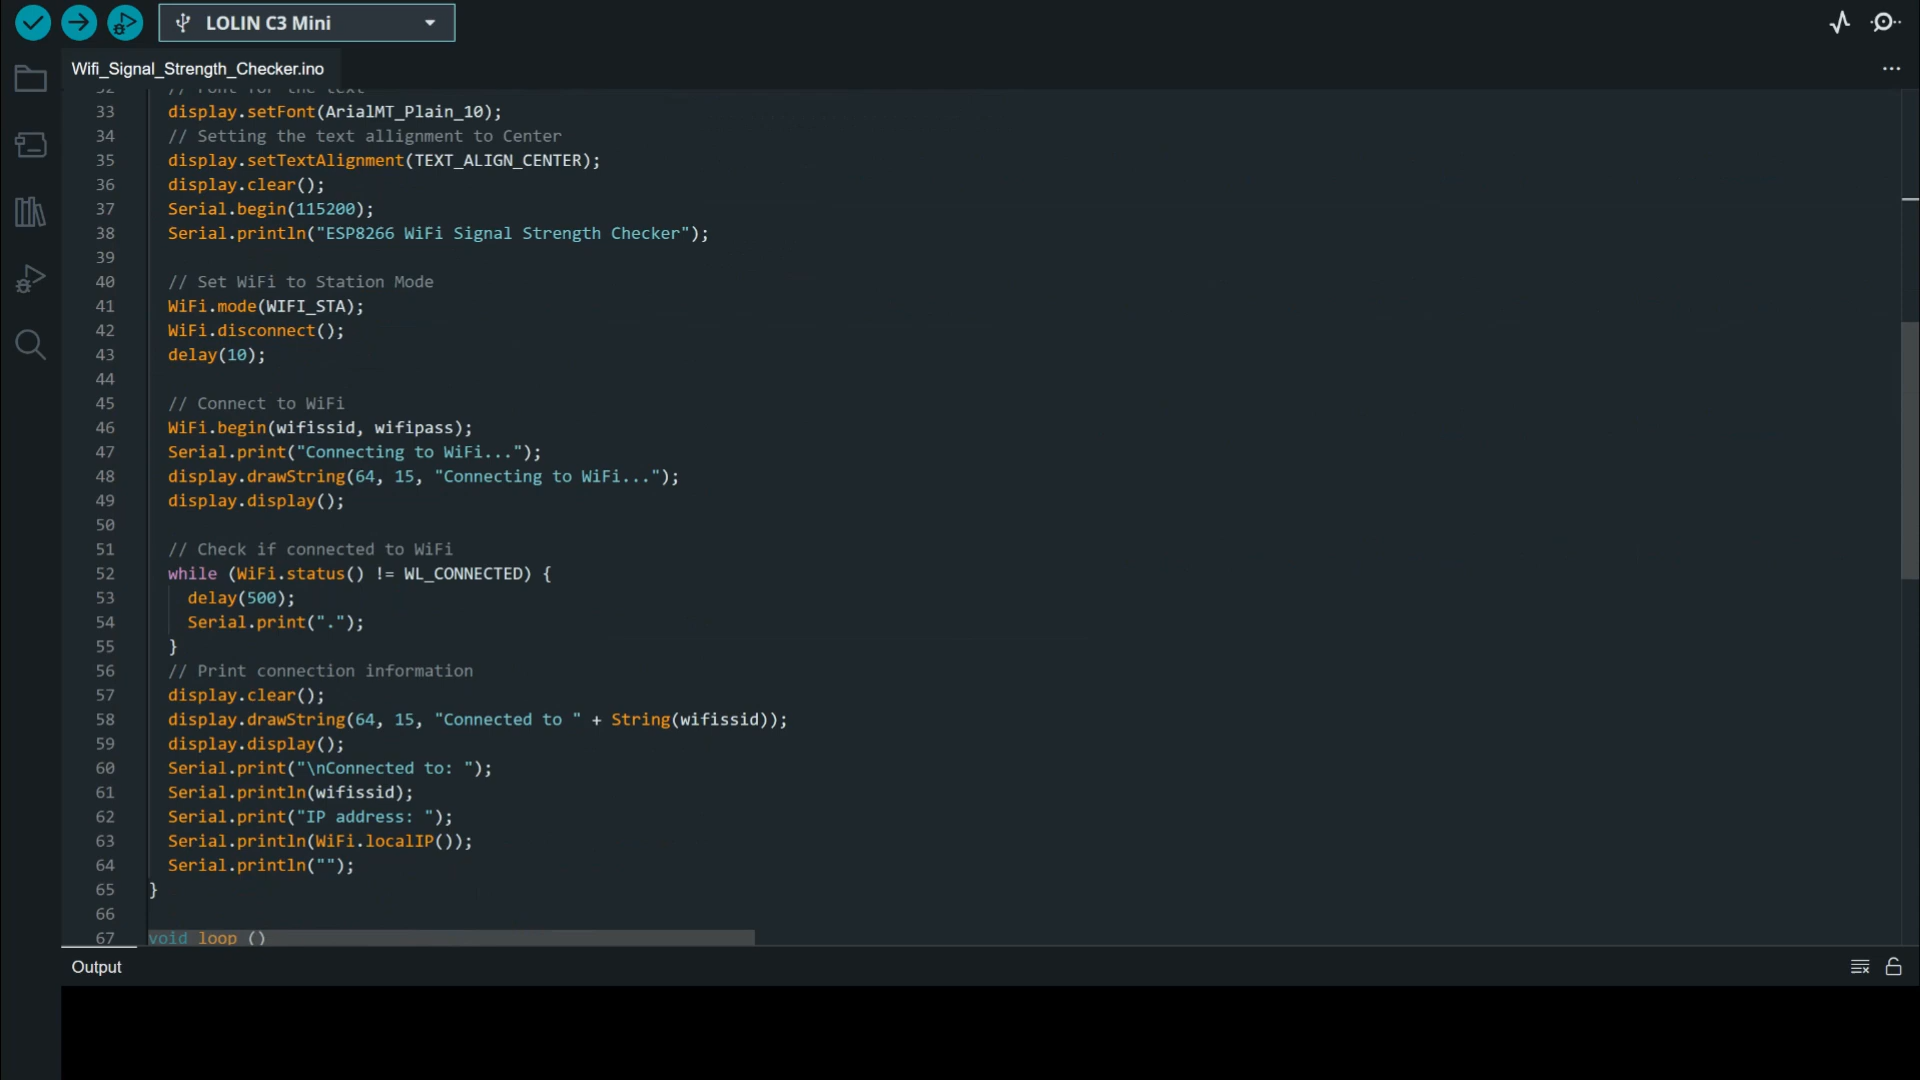 LOLIN C3 Mini
Wifi_Signal_Strength_Checker.ino
32 // Font for the text
33 display.setFont(ArialMT_Plain_10);
34 // Setting the text allignment to Center
35 display.setTextAlignment(TEXT_ALIGN_CENTER);
36 display.clear();
37 Serial.begin(115200);
38 Serial.println("ESP8266 WiFi Signal Strength Checker");
39
40 // Set WiFi to Station Mode
41 WiFi.mode(WIFI_STA);
42 WiFi.disconnect();
43 delay(10);
44
45 // Connect to WiFi
46 WiFi.begin(wifissid, wifipass);
47 Serial.print("Connecting to WiFi...");
48 display.drawString(64, 15, "Connecting to WiFi...");
49 display.display();
50
51 // Check if connected to WiFi
52 while (WiFi.status() != WL_CONNECTED) {
53 delay(500);
54 Serial.print(".");
55 }
56 // Print connection information
57 display.clear();
58 display.drawString(64, 15, "Connected to " + String(wifissid));
59 display.display();
60 Serial.print("\nConnected to: ");
61 Serial.println(wifissid);
62 Serial.print("IP address: ");
63 Serial.println(WiFi.localIP());
64 Serial.println("");
65 }
66
67 void loop ()
Output